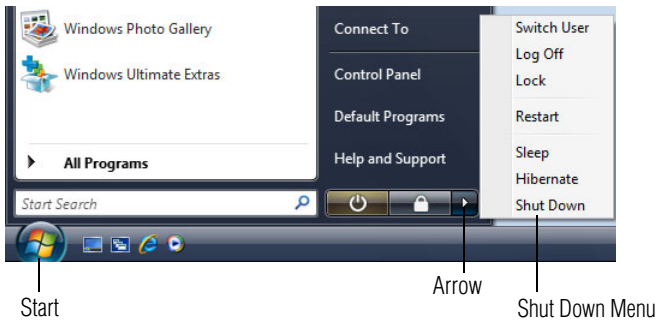 Windows Photo Gallery
Windows Ultimate Extras
All Programs
Start Search
Connect To
Control Panel
Default Programs
Help and Support
Switch User
Log Off
Lock
Restart
Sleep
Hibernate
Shut Down
Start
Arrow
Shut Down Menu